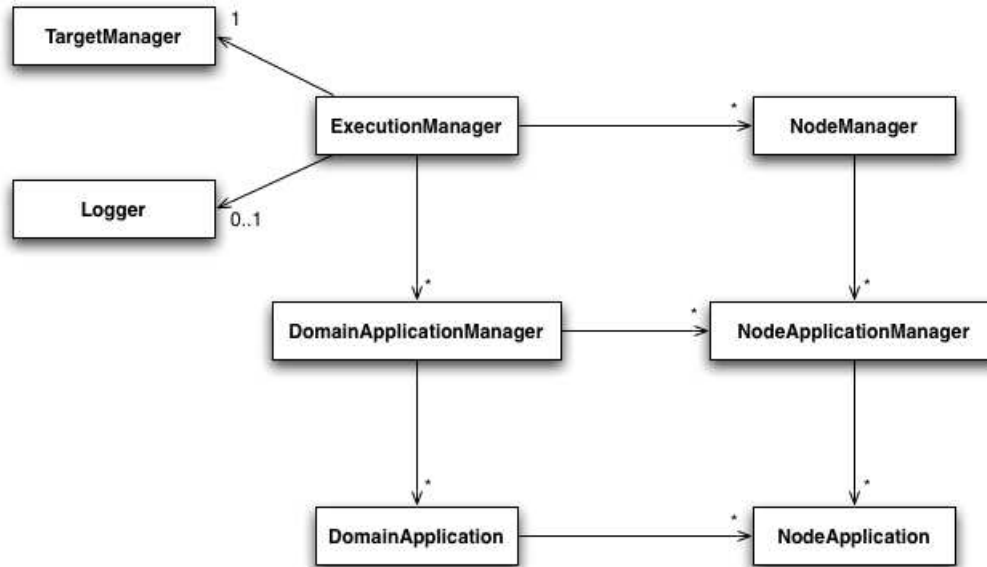 1
TargetManager
ExecutionManager
*
NodeManager
Logger
0..1
*
*
DomainApplicationManager
*
NodeApplicationManager
*
*
DomainApplication
*
NodeApplication